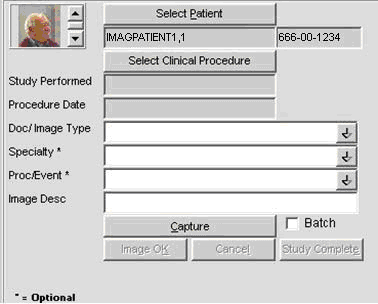 Select Patient
IMAGPATIENT1,1 666-00-1234
Select Clinical Procedure
Study Performed
Procedure Date
Doc/ Image Type
Specialty *
Proc/Event *
Image Desc
Capture Batch
Image OK Cancel Study Complete
* = Optional